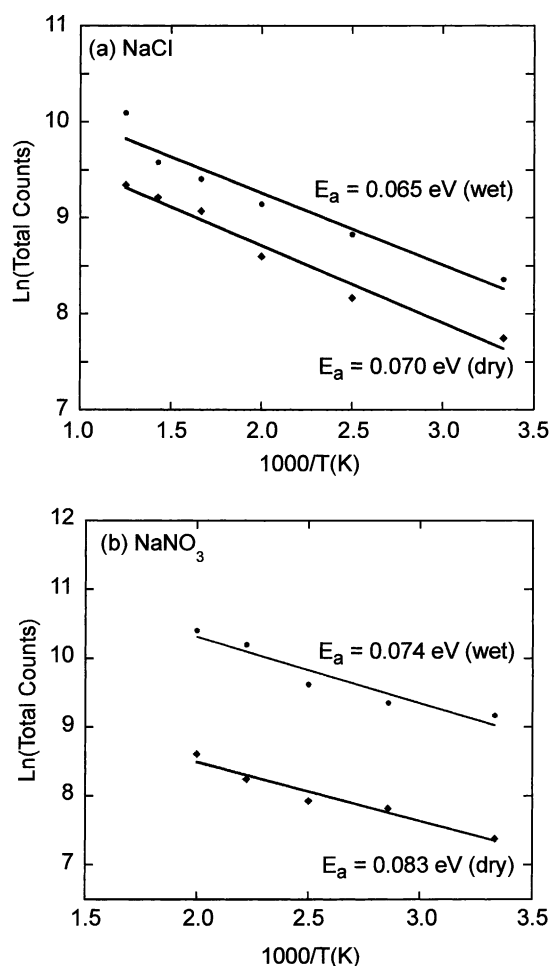 11
(a) NaCl
10
E_a = 0.065 eV (wet)
9
Ln(Total Counts)
8
E_a = 0.070 eV (dry)
7
1.0 1.5 2.0 2.5 3.0 3.5
1000/T(K)
12
(b) NaNO_3
11
10
E_a = 0.074 eV (wet)
9
Ln(Total Counts)
8
7
E_a = 0.083 eV (dry)
1.5 2.0 2.5 3.0 3.5
1000/T(K)